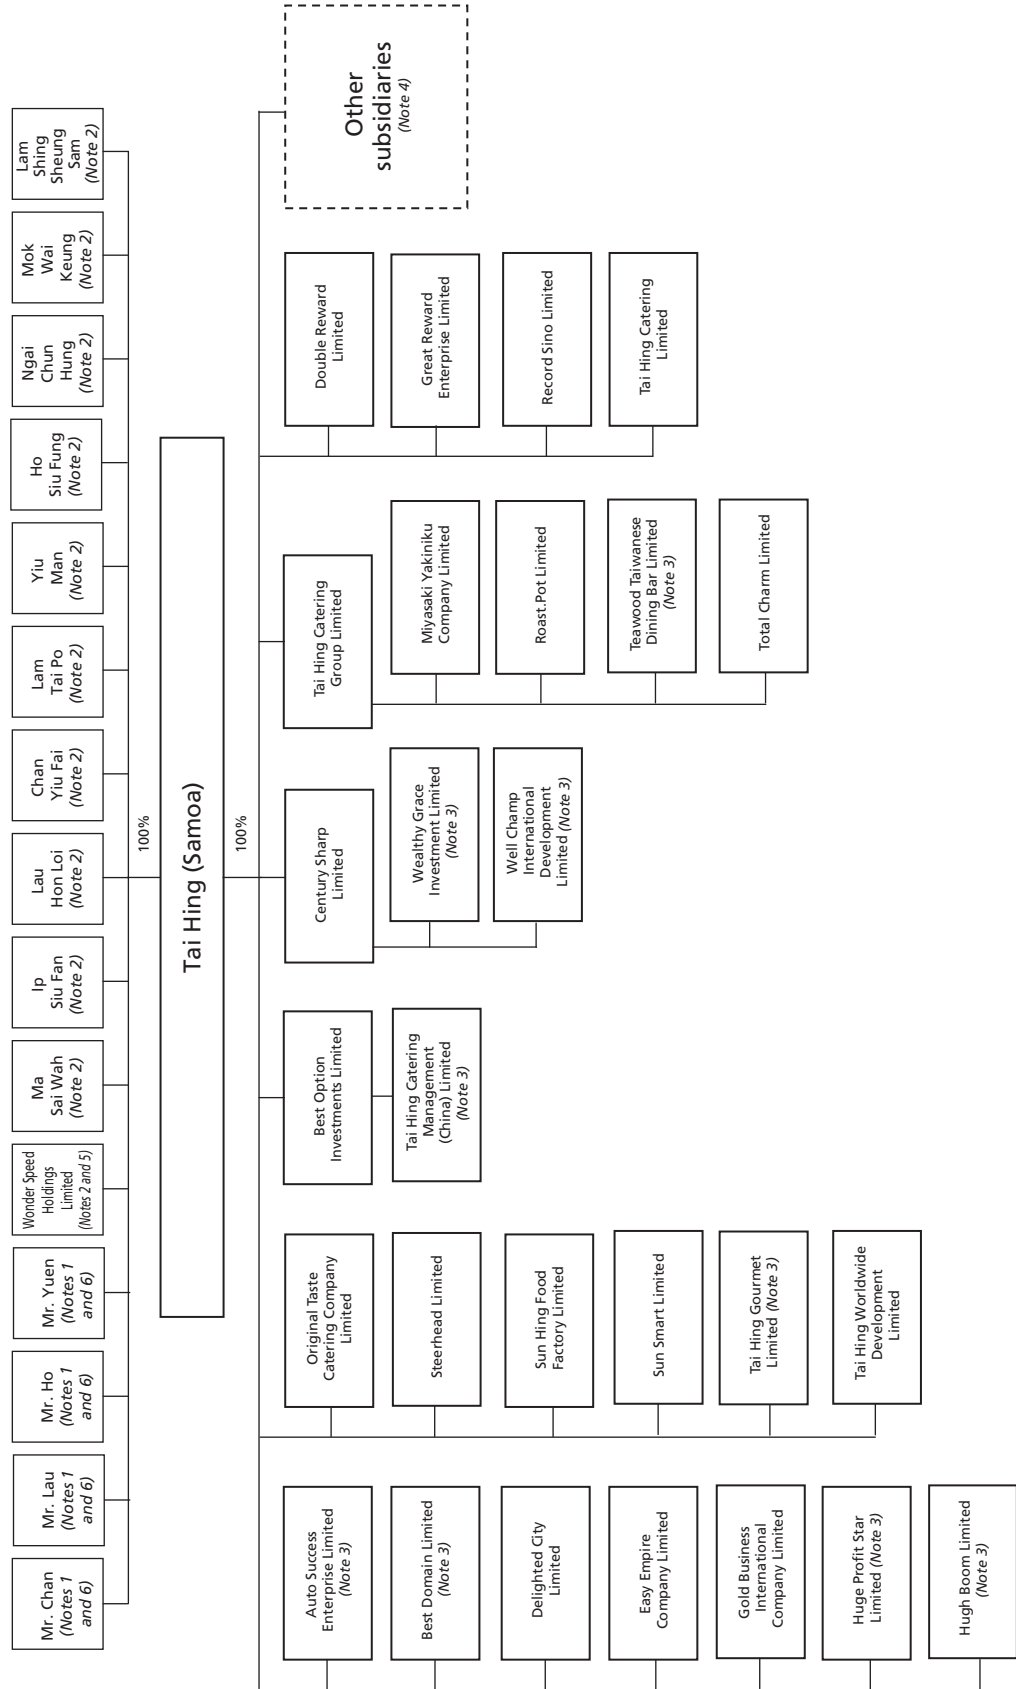 Mr. Chan
(Notes 1
and 6)
Mr. Lau
(Notes 1
and 6)
Mr. Ho
(Notes 1
and 6)
Mr. Yuen
(Notes 1
and 6)
Wonder Speed
Holdings
Limited
(Notes 2 and 5)
Ma
Sai Wah
(Note 2)
Ip
Siu Fan
(Note 2)
Lau
Hon Loi
(Note 2)
Chan
Yiu Fai
(Note 2)
Lam
Tai Po
(Note 2)
Yiu
Man
(Note 2)
Ho
Siu Fung
(Note 2)
Ngai
Chun
Hung
(Note 2)
Mok
Wai
Keung
(Note 2)
Lam
Shing
Sheung
Sam
(Note 2)
100%
Tai Hing (Samoa)
100%
Auto Success
Enterprise Limited
(Note 3)
Best Domain Limited
(Note 3)
Delighted City
Limited
Easy Empire
Company Limited
Gold Business
International
Company Limited
Huge Profit Star
Limited (Note 3)
Hugh Boom Limited
(Note 3)
Original Taste
Catering Company
Limited
Steerhead Limited
Sun Hing Food
Factory Limited
Sun Smart Limited
Tai Hing Gourmet
Limited (Note 3)
Tai Hing Worldwide
Development
Limited
Best Option
Investments Limited
Tai Hing Catering
Management
(China) Limited
(Note 3)
Century Sharp
Limited
Wealthy Grace
Investment Limited
(Note 3)
Well Champ
International
Development
Limited (Note 3)
Tai Hing Catering
Group Limited
Miyasaki Yakiniku
Company Limited
Roast.Pot Limited
Teawood Taiwanese
Dining Bar Limited
(Note 3)
Total Charm Limited
Double Reward
Limited
Great Reward
Enterprise Limited
Record Sino Limited
Tai Hing Catering
Limited
Other
subsidiaries
(Note 4)